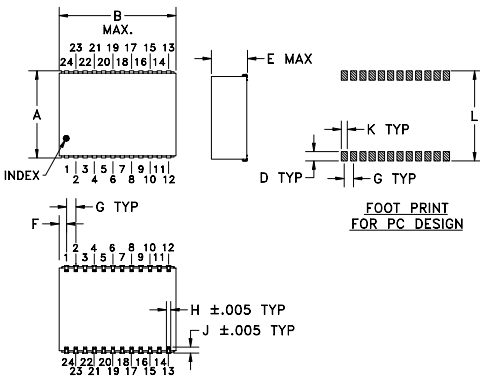 B
MAX.
23 21 19 17 15 13
24 22 20 18 16 14
E MAX
A
L
K TYP
INDEX
1 3 5 7 9 11
2 4 6 8 10 12
D TYP
G TYP
G TYP
F
FOOT PRINT
FOR PC DESIGN
2 4 6 8 10 12
1 3 5 7 9 11
H ±.005 TYP
J ±.005 TYP
24 22 20 18 16 14
23 21 19 17 15 13